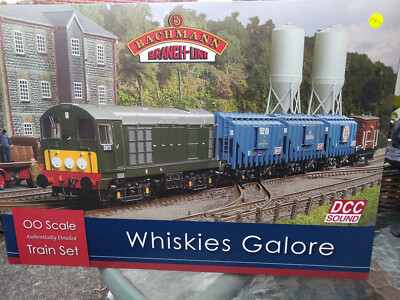 BACHMANN
BRANCH-LINE
OO Scale
Authentically Detailed
Train Set
Whiskies Galore
DCC
SOUND